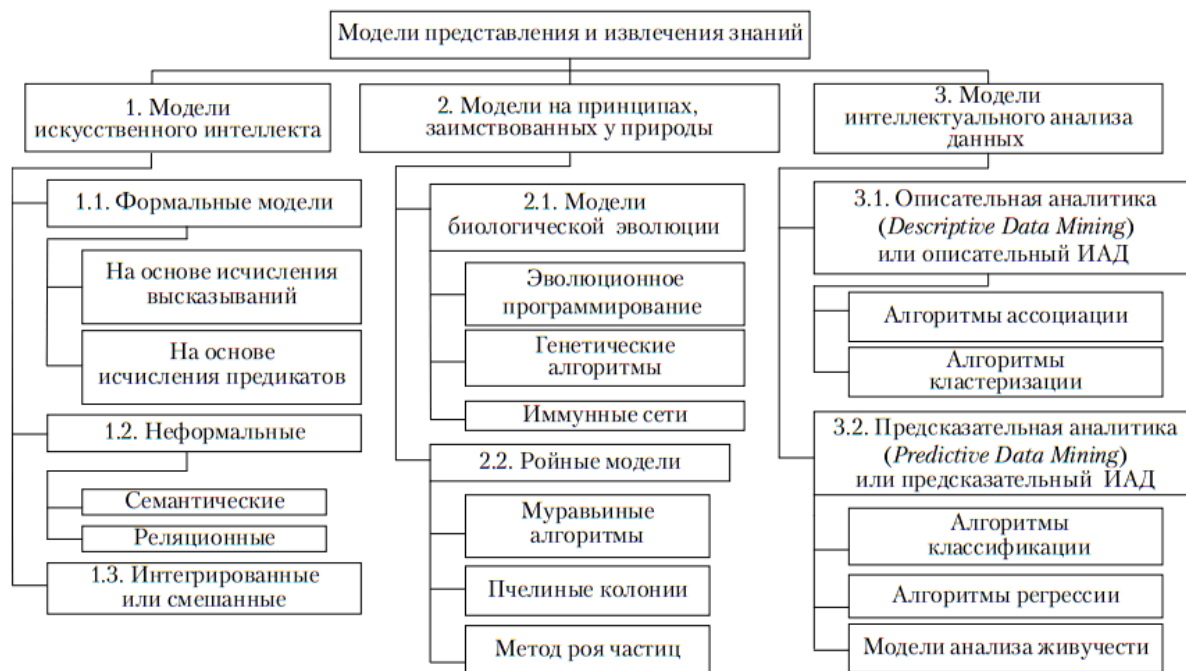 Модели представления и извлечения знаний
1. Модели
искусственного интеллекта
1.1. Формальные модели
На основе исчисления
высказываний
На основе
исчисления предикатов
1.2. Неформальные
Семантические
Реляционные
1.3. Интегрированные
или смешанные
2. Модели на принципах,
заимствованных у природы
2.1. Модели
биологической эволюции
Эволюционное
программирование
Генетические
алгоритмы
Иммунные сети
2.2. Ройные модели
Муравьиные
алгоритмы
Пчелиные колонии
Метод роя частиц
3. Модели
интеллектуального анализа
данных
3.1. Описательная аналитика
(Descriptive Data Mining)
или описательный ИАД
Алгоритмы ассоциации
Алгоритмы
кластеризации
3.2. Предсказательная аналитика
(Predictive Data Mining)
или предсказательный ИАД
Алгоритмы
классификации
Алгоритмы регрессии
Модели анализа живучести